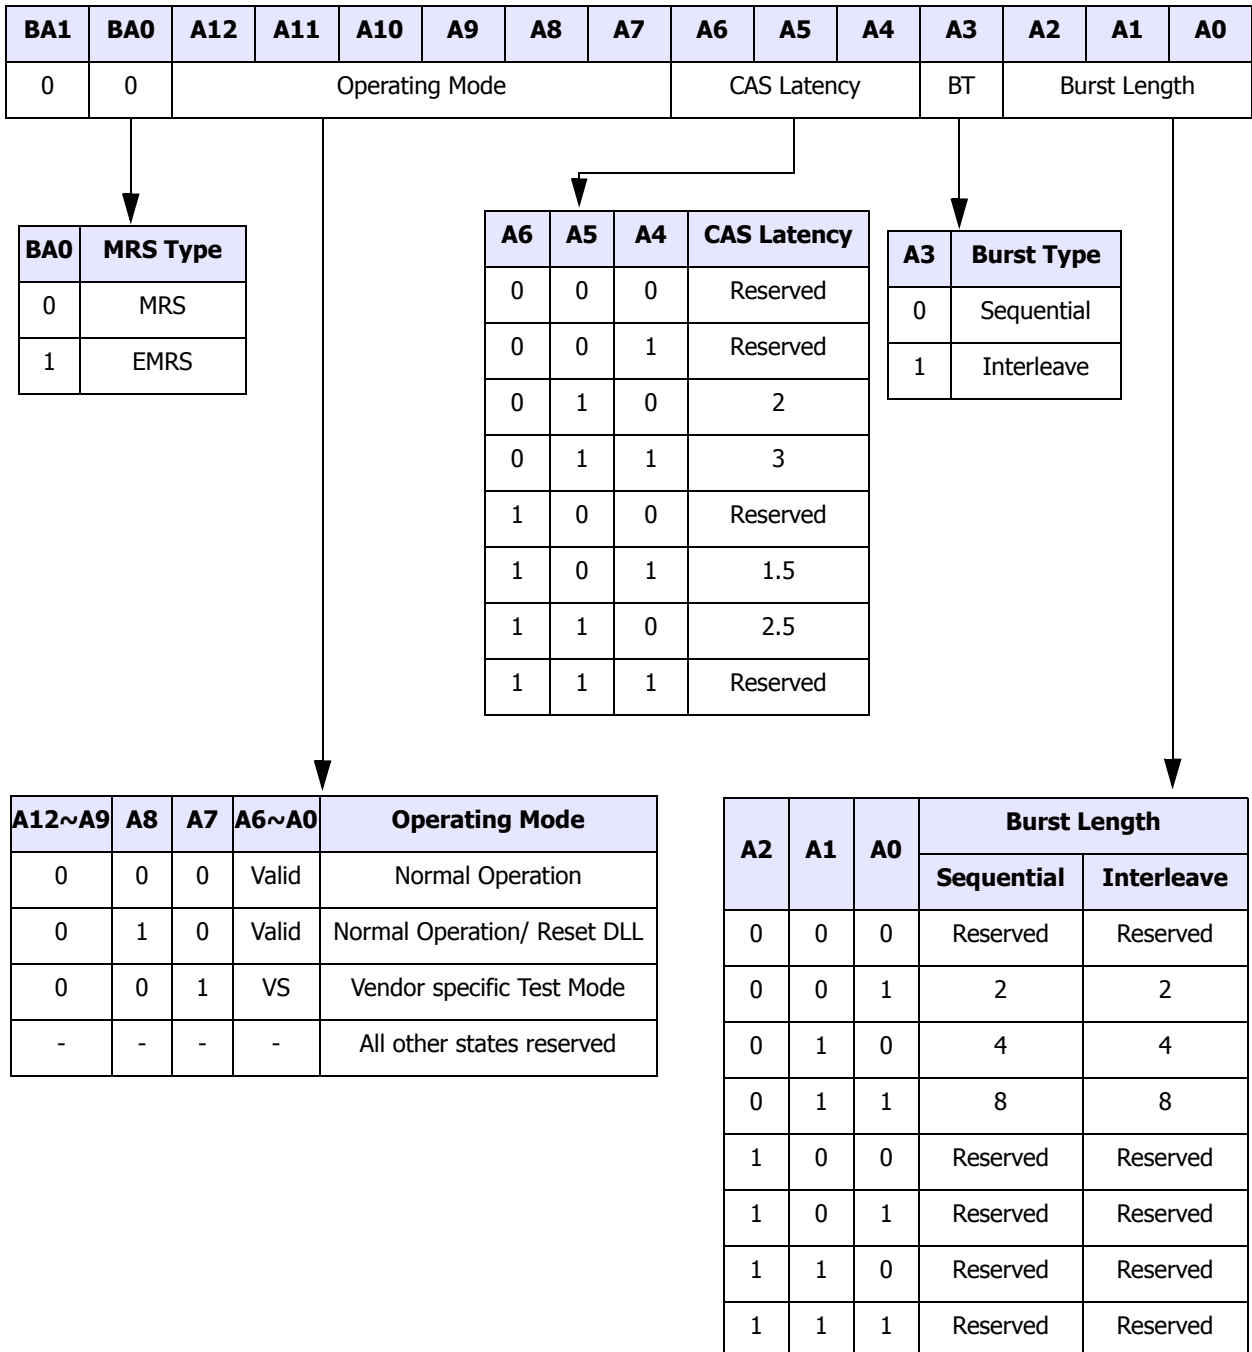 BA1 BA0 A12 A11 A10 A9 A8 A7 A6 A5 A4 A3 A2 A1 A0
0 0 Operating Mode CAS Latency BT Burst Length
BA0 MRS Type
0 MRS
1 EMRS
A6 A5 A4 CAS Latency
0 0 0 Reserved
0 0 1 Reserved
0 1 0 2
0 1 1 3
1 0 0 Reserved
1 0 1 1.5
1 1 0 2.5
1 1 1 Reserved
A3 Burst Type
0 Sequential
1 Interleave
A12~A9 A8 A7 A6~A0 Operating Mode
0 0 0 Valid Normal Operation
0 1 0 Valid Normal Operation/ Reset DLL
0 0 1 VS Vendor specific Test Mode
- - - - All other states reserved
A2 A1 A0 Burst Length
Sequential Interleave
0 0 0 Reserved Reserved
0 0 1 2 2
0 1 0 4 4
0 1 1 8 8
1 0 0 Reserved Reserved
1 0 1 Reserved Reserved
1 1 0 Reserved Reserved
1 1 1 Reserved Reserved